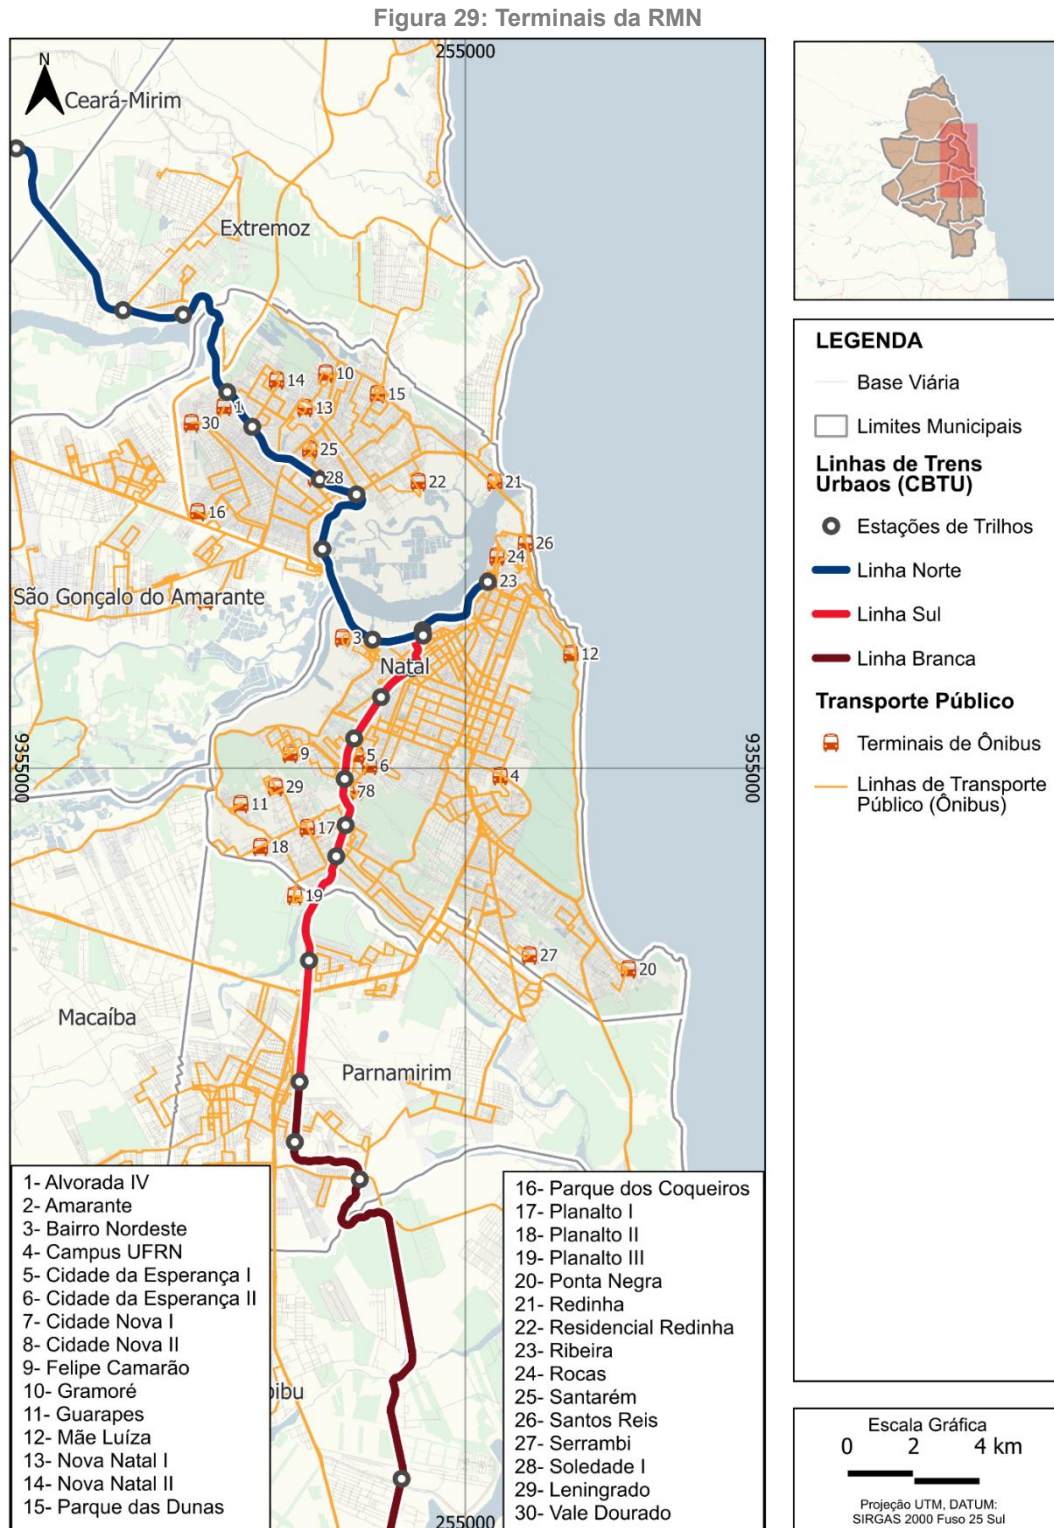 Figura 29: Terminais da RMN
255000
N
Ceará-Mirim
Extremoz
14
10
15
1
13
30
25
28
22
21
16
26
24
23
São Gonçalo do Amarante
3
12
Natal
9355000
9
5
6
4
9355000
29
78
11
17
18
19
27
20
Macaíba
Parnamirim
1- Alvorada IV
2- Amarante
3- Bairro Nordeste
4- Campus UFRN
5- Cidade da Esperança I
6- Cidade da Esperança II
7- Cidade Nova I
8- Cidade Nova II
9- Felipe Camarão
10- Gramoré
11- Guarapes
12- Mãe Luíza
13- Nova Natal I
14- Nova Natal II
15- Parque das Dunas
ibu
255000
16- Parque dos Coqueiros
17- Planalto I
18- Planalto II
19- Planalto III
20- Ponta Negra
21- Redinha
22- Residencial Redinha
23- Ribeira
24- Rocas
25- Santarém
26- Santos Reis
27- Serrambi
28- Soledade I
29- Leningrado
30- Vale Dourado
LEGENDA
Base Viária
Limites Municipais
Linhas de Trens
Urbaos (CBTU)
Estações de Trilhos
Linha Norte
Linha Sul
Linha Branca
Transporte Público
Terminais de Ônibus
Linhas de Transporte
Público (Ônibus)
Escala Gráfica
0 2 4 km
Projeção UTM, DATUM:
SIRGAS 2000 Fuso 25 Sul